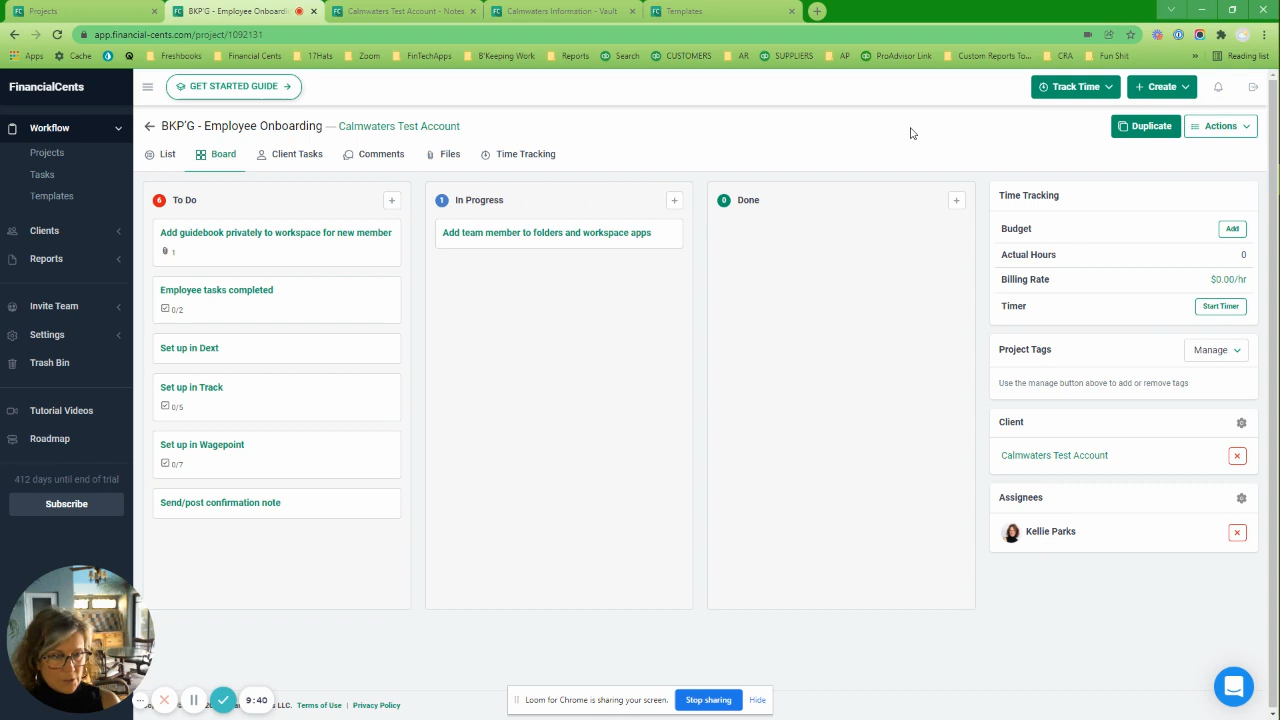 Projects
BKP'G - Employee Onboardin
Calmwaters Test Account - Notes
Calmwaters Information - Vault
Templates
app.financial-cents.com/project/1092131
Apps
Cache
Freshbooks
Financial Cents
17Hats
Zoom
FinTechApps
B'Keeping Work
Reports
Search
CUSTOMERS
AR
SUPPLIERS
AP
ProAdvisor Link
Custom Reports To...
CRA
Fun Shit
»
Reading list
FinancialCents
GET STARTED GUIDE
Track Time
+ Create
Workflow
Projects
Tasks
Templates
Clients
Reports
Invite Team
Settings
Trash Bin
Tutorial Videos
Roadmap
412 days until end of trial
Subscribe
BKP'G - Employee Onboarding — Calmwaters Test Account
Duplicate
Actions
List
Board
Client Tasks
Comments
Files
Time Tracking
6 To Do
+
Add guidebook privately to workspace for new member
1
Employee tasks completed
0/2
Set up in Dext
Set up in Track
0/5
Set up in Wagepoint
0/7
Send/post confirmation note
1 In Progress
+
Add team member to folders and workspace apps
0 Done
+
Time Tracking
Budget
Add
Actual Hours
0
Billing Rate
$0.00/hr
Timer
Start Timer
Project Tags
Manage
Use the manage button above to add or remove tags
Client
Calmwaters Test Account
Assignees
Kellie Parks
9:40
LLC.
Terms of Use | Privacy Policy
Loom for Chrome is sharing your screen.
Stop sharing
Hide